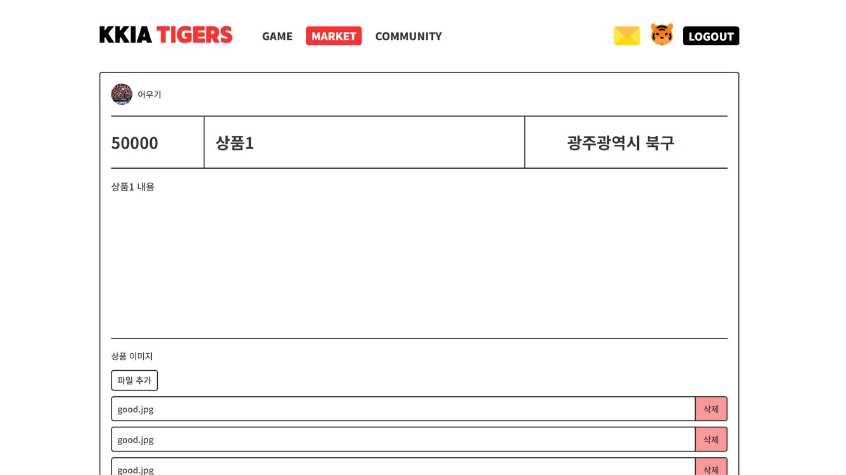 KKIA TIGERS GAME MARKET COMMUNITY LOGOUT
어우기
50000 상품1 광주광역시 북구
상품1 내용
상품 이미지
파일 추가
good.jpg 삭제
good.jpg 삭제
good.jpg 삭제